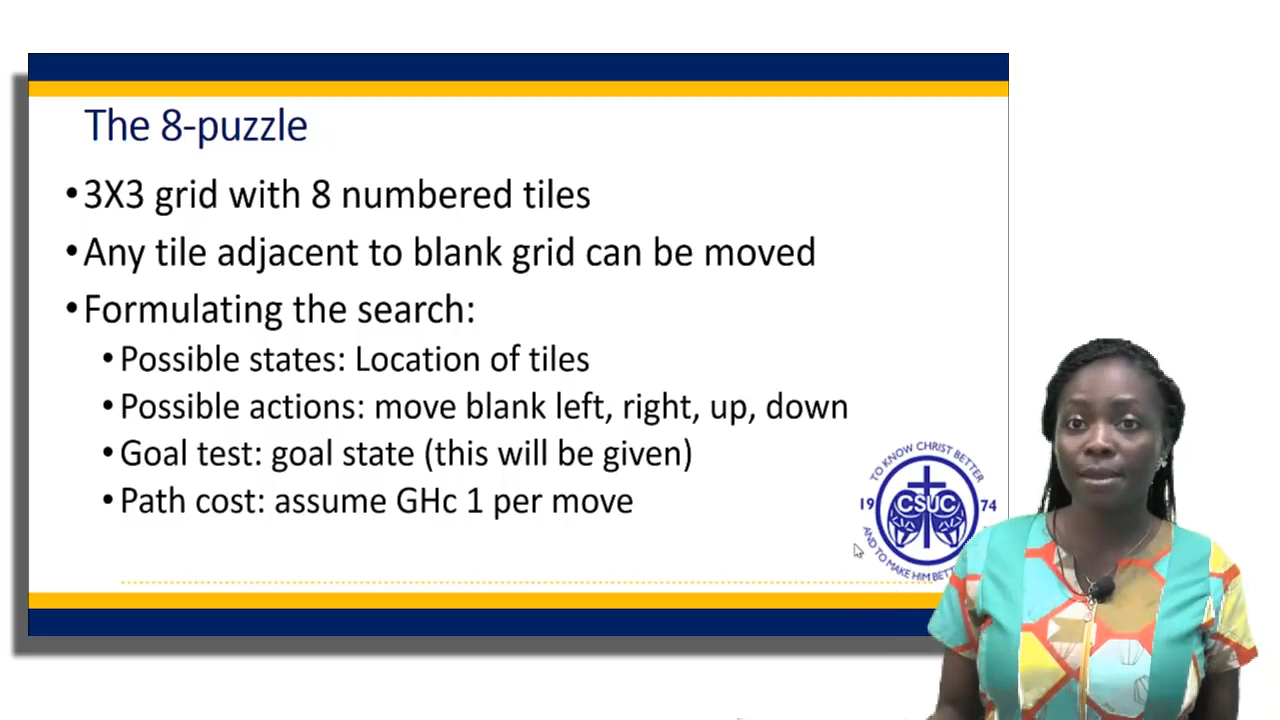 The 8-puzzle
•3X3 grid with 8 numbered tiles
•Any tile adjacent to blank grid can be moved
•Formulating the search:
•Possible states: Location of tiles
•Possible actions: move blank left, right, up, down
•Goal test: goal state (this will be given)
•Path cost: assume GHc 1 per move
TO KNOW CHRIST BETTER
19 CSUC 74
AND TO MAKE HIM